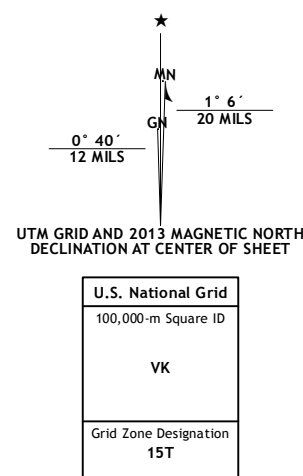 ★
MN
1° 6´
20 MILS
GN
0° 40´
12 MILS
UTM GRID AND 2013 MAGNETIC NORTH
DECLINATION AT CENTER OF SHEET
U.S. National Grid
100,000-m Square ID
VK
Grid Zone Designation
15T